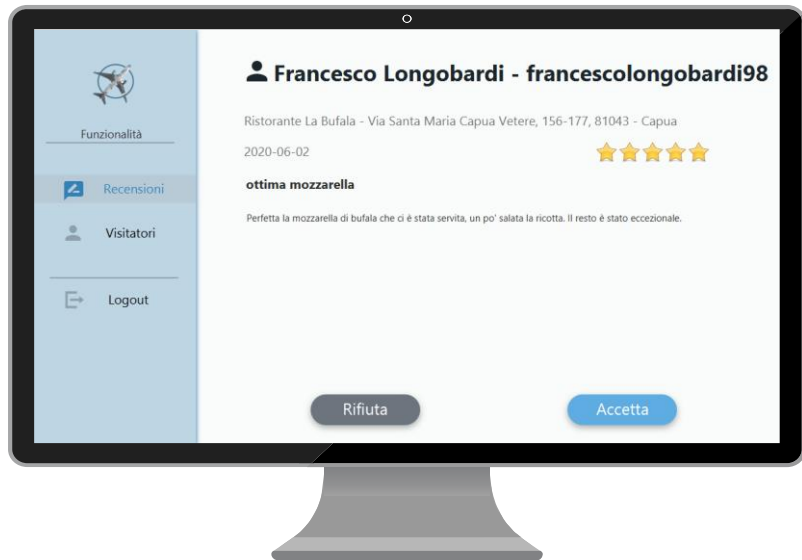 Funzionalità
Recensioni
Visitatori
Logout
Francesco Longobardi - francescolongobardi98
Ristorante La Bufala - Via Santa Maria Capua Vetere, 156-177, 81043 - Capua
2020-06-02
ottima mozzarella
Perfetta la mozzarella di bufala che ci è stata servita, un po' salata la ricotta. Il resto è stato eccezionale.
Rifiuta
Accetta